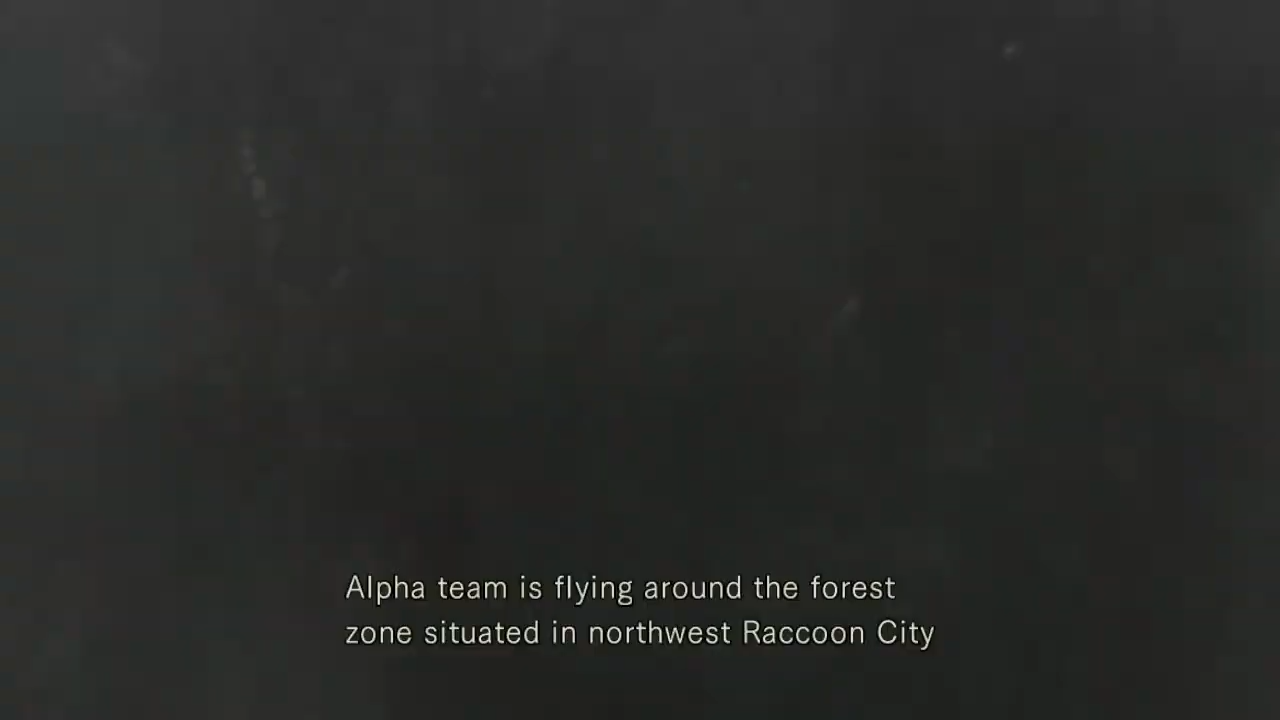 Alpha team is flying around the forest
zone situated in northwest Raccoon City